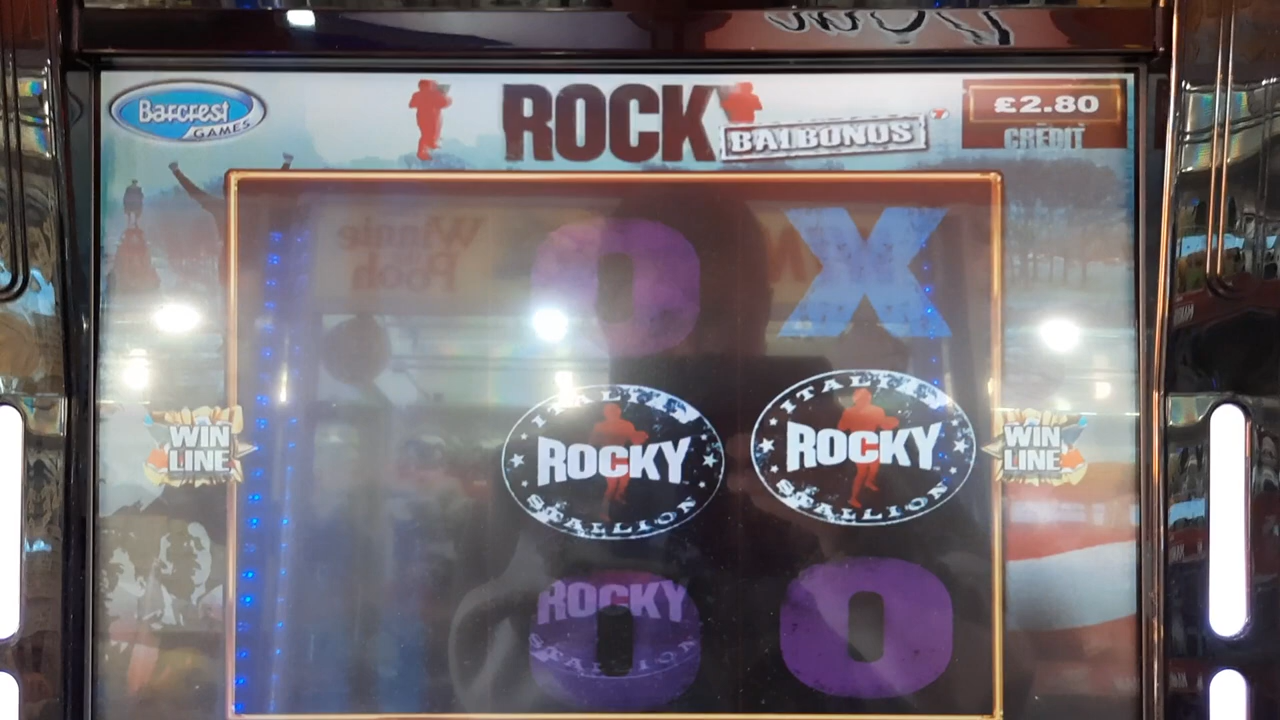 Barcrest
GAMES
ROCKY
BALBONUS
£2.80
CREDIT
Winnie
Pooh
O
X
ITALIAN
ROCKY
STALLION
ITALIAN
ROCKY
STALLION
WIN
LINE
WIN
LINE
ROCKY
STALLION
O
O